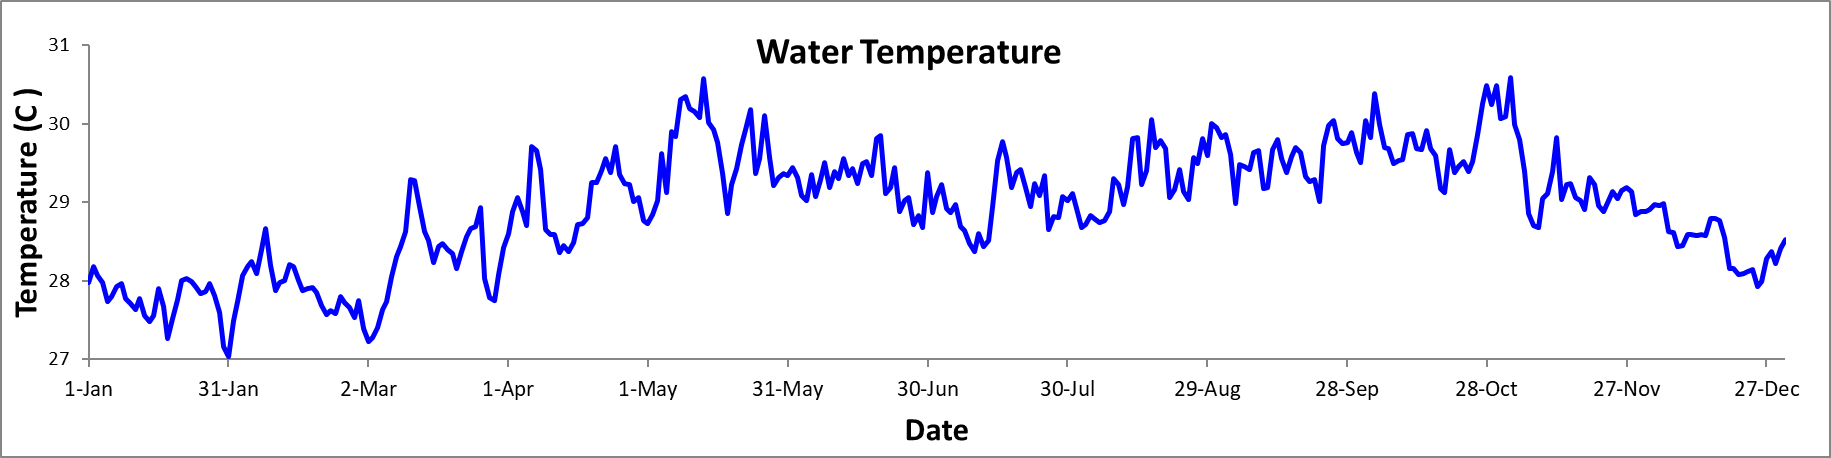 Water Temperature
Temperature (C )
31
30
29
28
27
1-Jan 31-Jan 2-Mar 1-Apr 1-May 31-May 30-Jun 30-Jul 29-Aug 28-Sep 28-Oct 27-Nov 27-Dec
Date